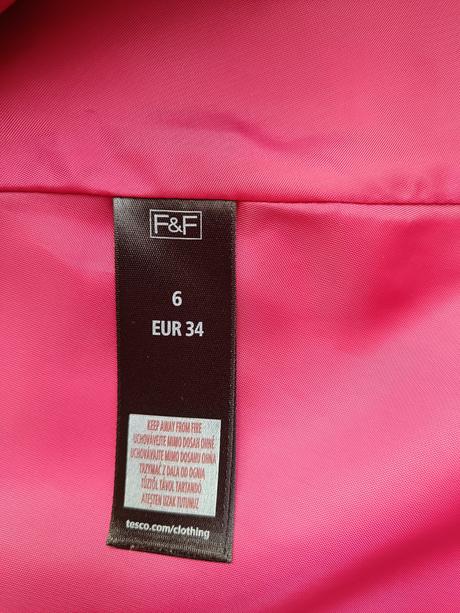 F&F
6
EUR 34
KEEP AWAY FROM FIRE
UCHOVÁVEJTE MIMO DOSAH OHNĚ
UCHOVÁVAJTE MIMO DOSAHU OHŇA
TRZYMAĆ Z DALA OD OGNIA
TŰZTŐL TÁVOL TARTANDÓ
ATEŞTEN UZAK TUTUNUZ
tesco.com/clothing